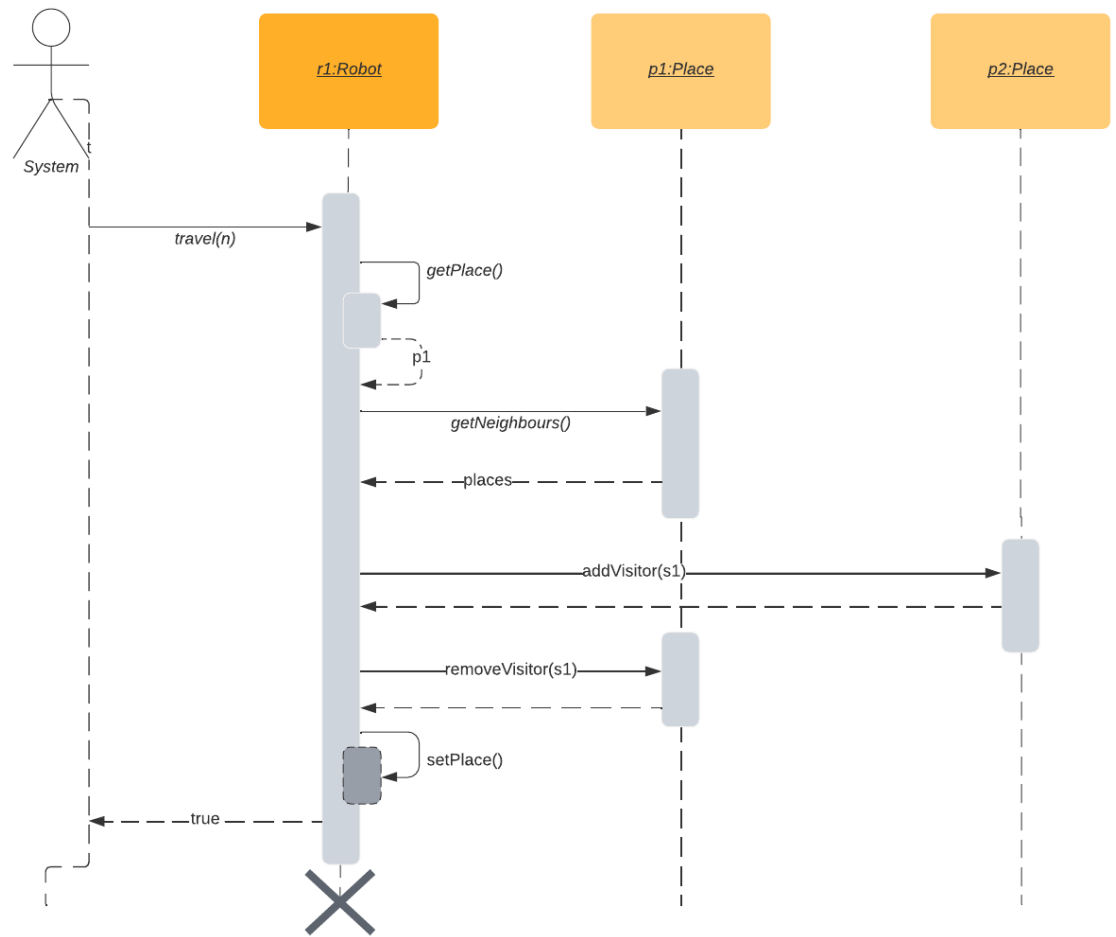 r1:Robot
p1:Place
p2:Place
t
System
travel(n)
getPlace()
p1
getNeighbours()
places
addVisitor(s1)
removeVisitor(s1)
setPlace()
true